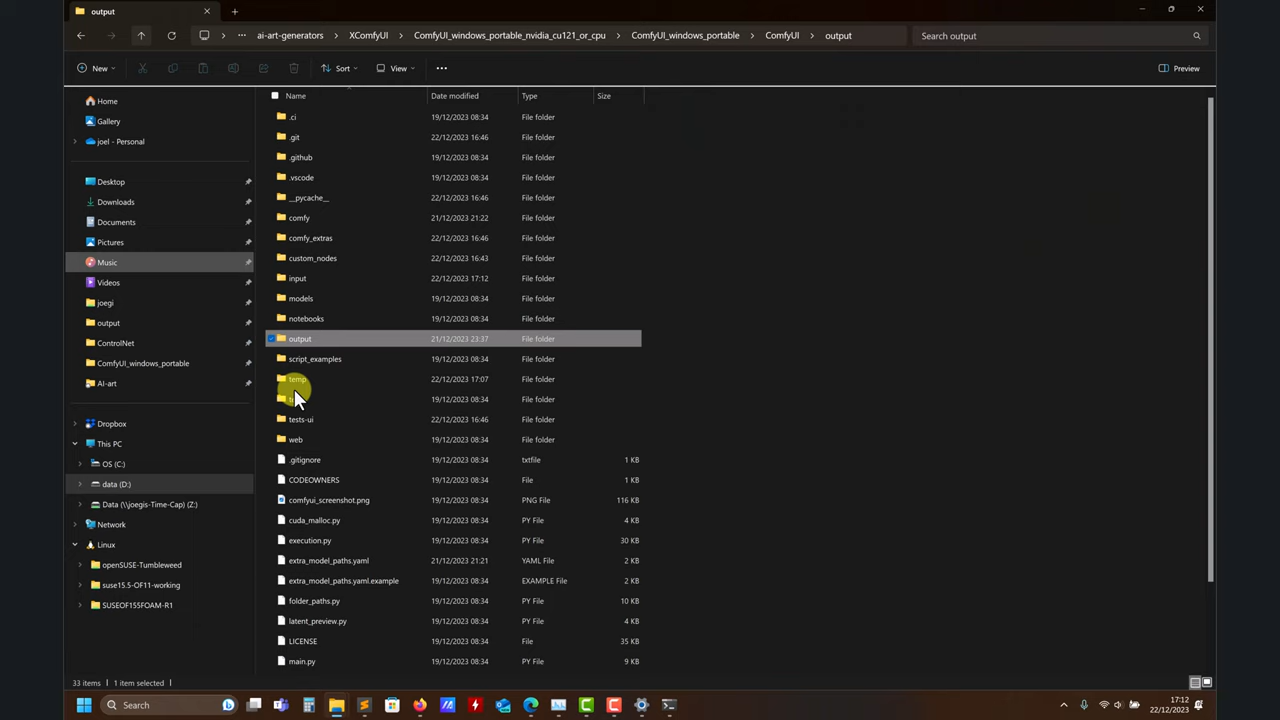 output
ai-art-generators
XComfyUI
ComfyUI_windows_portable_nvidia_cu121_or_cpu
ComfyUI_windows_portable
ComfyUI
output
Search output
New
Sort
View
Preview
Name Date modified Type Size
Home
Gallery
joel - Personal
Desktop
Downloads
Documents
Pictures
Music
Videos
joegi
output
ControlNet
ComfyUI_windows_portable
AI-art
Dropbox
This PC
OS (C:)
data (D:)
Data (\\joegis-Time-Cap) (Z:)
Network
Linux
openSUSE-Tumbleweed
suse15.5-OF11-working
SUSEOF155FOAM-R1
.ci 19/12/2023 08:34 File folder
.git 22/12/2023 16:46 File folder
.github 19/12/2023 08:34 File folder
.vscode 19/12/2023 08:34 File folder
__pycache__ 22/12/2023 16:46 File folder
comfy 21/12/2023 21:22 File folder
comfy_extras 22/12/2023 16:46 File folder
custom_nodes 22/12/2023 16:43 File folder
input 22/12/2023 17:12 File folder
models 19/12/2023 08:34 File folder
notebooks 19/12/2023 08:34 File folder
output 21/12/2023 23:37 File folder
script_examples 19/12/2023 08:34 File folder
temp 22/12/2023 17:07 File folder
19/12/2023 08:34 File folder
tests-ui 22/12/2023 16:46 File folder
web 19/12/2023 08:34 File folder
.gitignore 19/12/2023 08:34 txtfile 1 KB
CODEOWNERS 19/12/2023 08:34 File 1 KB
comfyui_screenshot.png 19/12/2023 08:34 PNG File 116 KB
cuda_malloc.py 19/12/2023 08:34 PY File 4 KB
execution.py 19/12/2023 08:34 PY File 30 KB
extra_model_paths.yaml 21/12/2023 21:21 YAML File 2 KB
extra_model_paths.yaml.example 19/12/2023 08:34 EXAMPLE File 2 KB
folder_paths.py 19/12/2023 08:34 PY File 10 KB
latent_preview.py 19/12/2023 08:34 PY File 4 KB
LICENSE 19/12/2023 08:34 File 35 KB
main.py 19/12/2023 08:34 PY File 9 KB
33 items 1 item selected
Search
17:12
22/12/2023